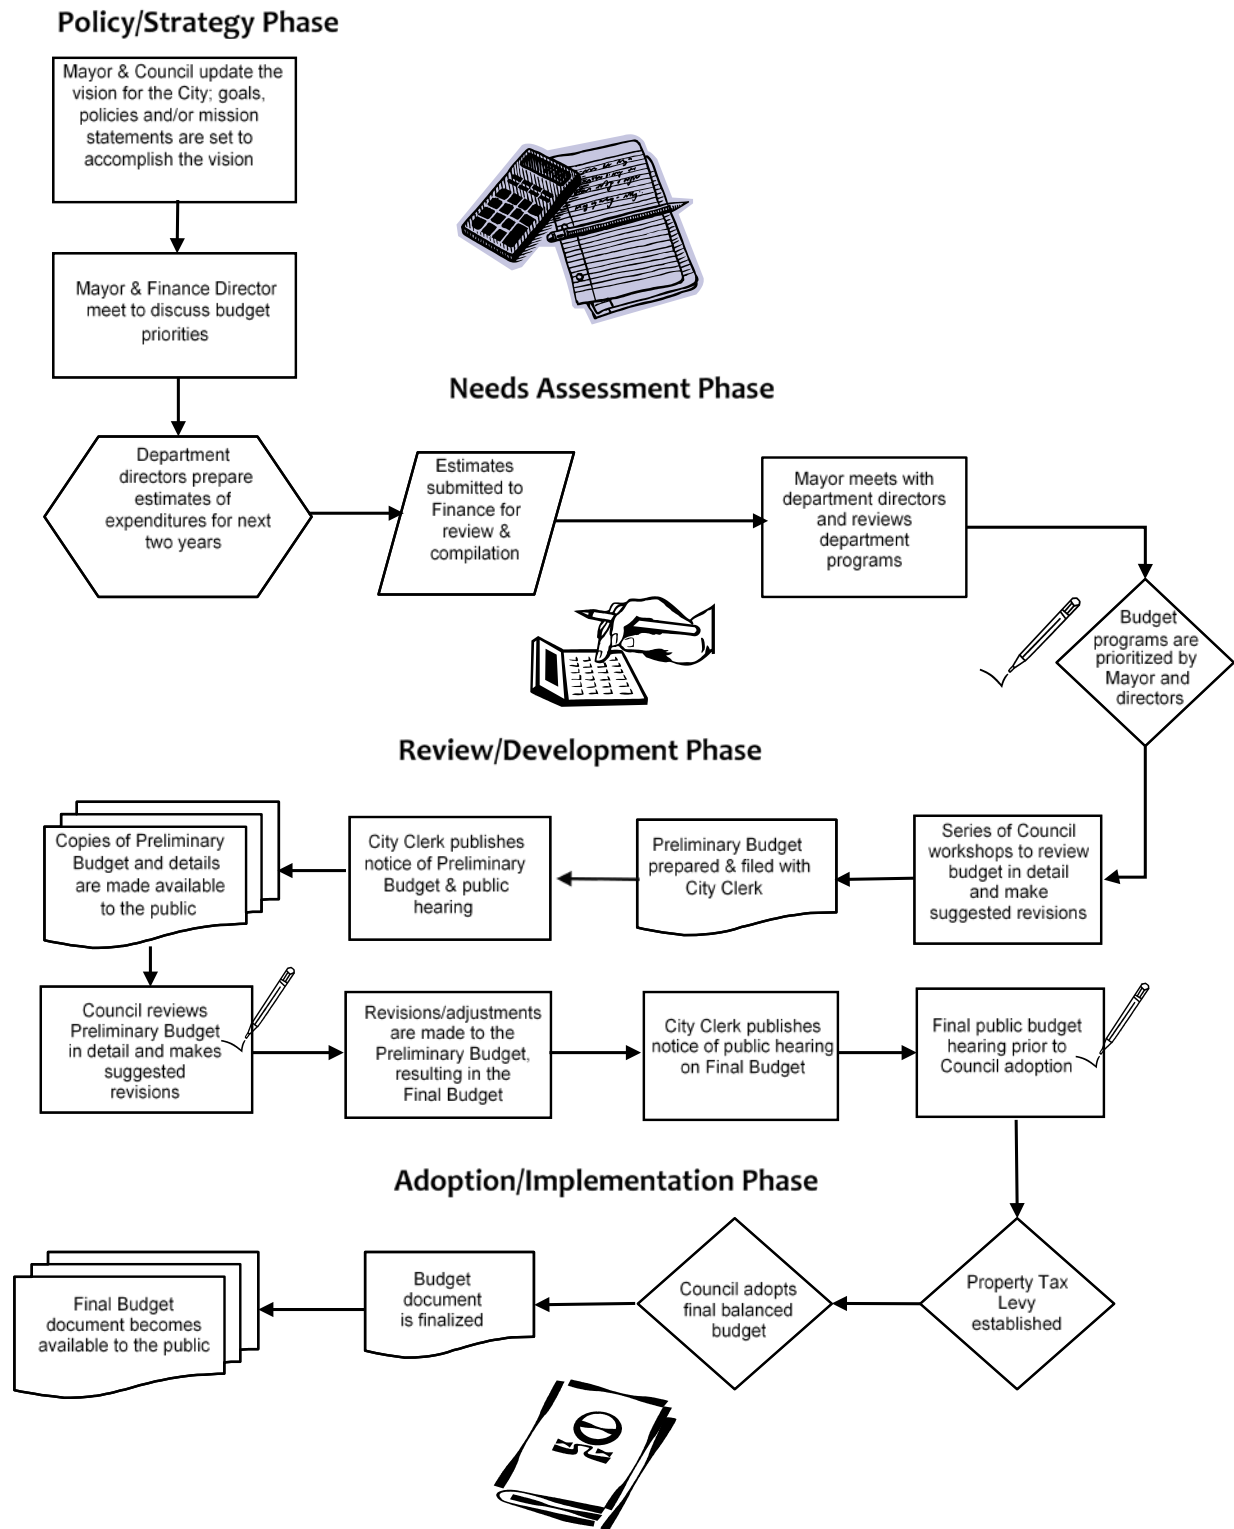 Policy/Strategy Phase
Mayor & Council update the
vision for the City; goals,
policies and/or mission
statements are set to
accomplish the vision
Mayor & Finance Director
meet to discuss budget
priorities
Needs Assessment Phase
Department
directors prepare
estimates of
expenditures for next
two years
Estimates
submitted to
Finance for
review &
compilation
Mayor meets with
department directors
and reviews
department
programs
Budget
programs are
prioritized by
Mayor and
directors
Review/Development Phase
Series of Council
workshops to review
budget in detail
and make
suggested revisions
Preliminary Budget
prepared & filed with
City Clerk
City Clerk publishes
notice of Preliminary
Budget & public
hearing
Copies of Preliminary
Budget and details
are made available
to the public
Council reviews
Preliminary Budget
in detail and makes
suggested
revisions
Revisions/adjustments
are made to the
Preliminary Budget,
resulting in the
Final Budget
City Clerk publishes
notice of public hearing
on Final Budget
Final public budget
hearing prior to
Council adoption
Adoption/Implementation Phase
Property Tax
Levy
established
Council adopts
final balanced
budget
Budget
document
is finalized
Final Budget
document becomes
available to the public